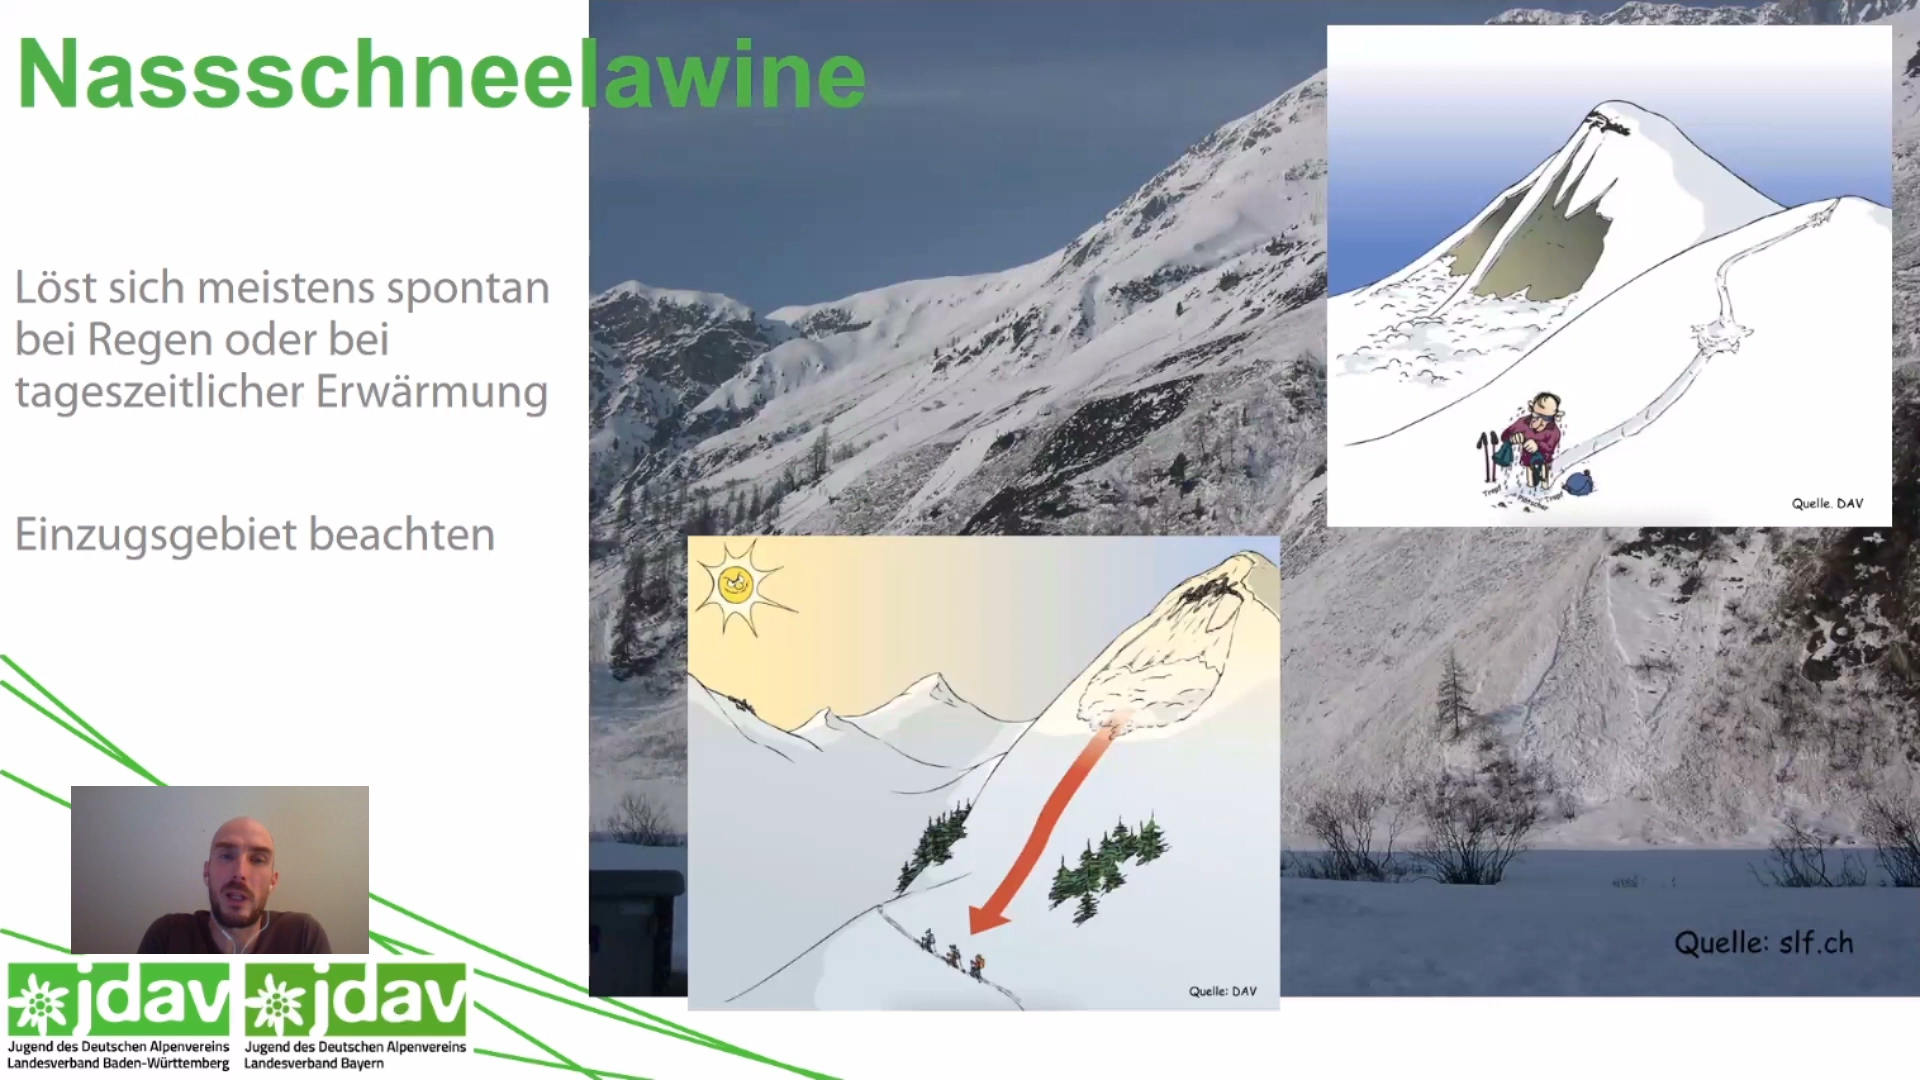 Nassschneelawine
Löst sich meistens spontan
bei Regen oder bei
tageszeitlicher Erwärmung
Einzugsgebiet beachten
Quelle. DAV
Quelle: DAV
Quelle: slf.ch
jdav
Jugend des Deutschen Alpenvereins
Landesverband Baden-Württemberg
jdav
Jugend des Deutschen Alpenvereins
Landesverband Bayern